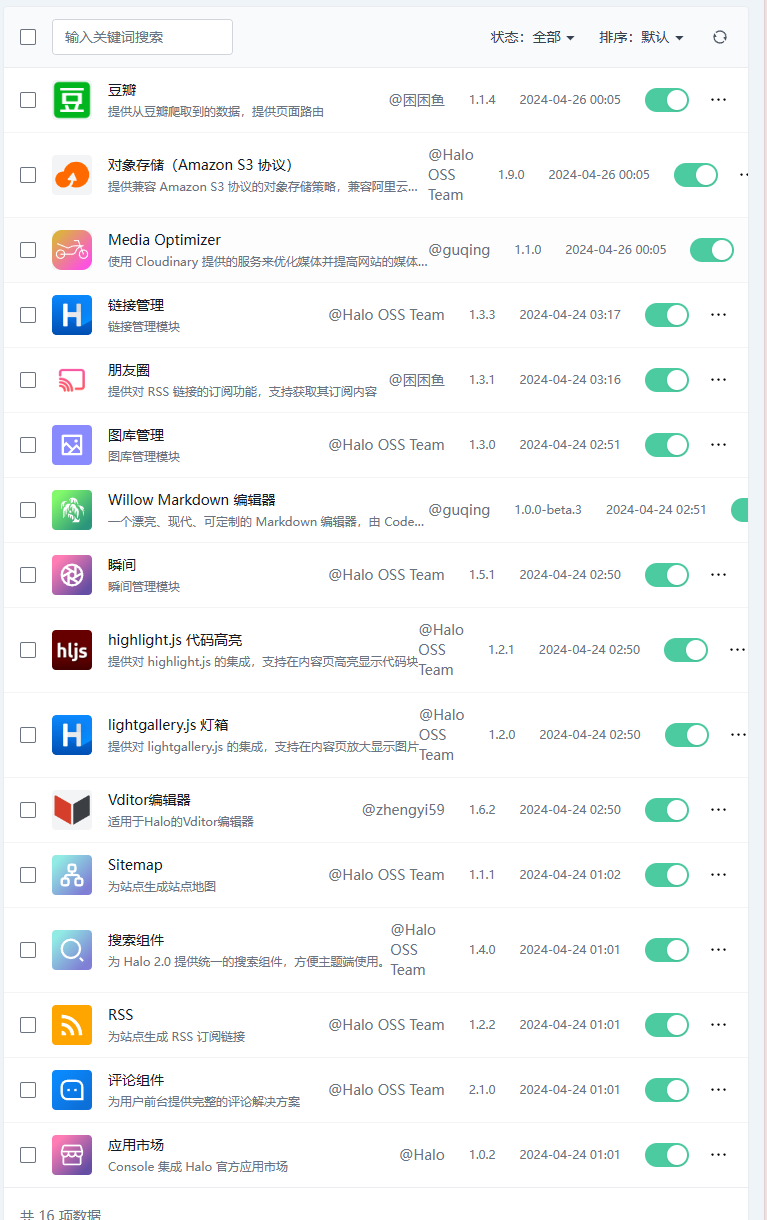 输入关键词搜索 状态：全部 排序：默认
豆
豆瓣
提供从豆瓣爬取到的数据，提供页面路由
@困困鱼 1.1.4 2024-04-26 00:05
对象存储（Amazon S3 协议）
提供兼容 Amazon S3 协议的对象存储策略，兼容阿里云...
@Halo
OSS
Team
1.9.0 2024-04-26 00:05
Media Optimizer
使用 Cloudinary 提供的服务来优化媒体并提高网站的媒体...
@guqing 1.1.0 2024-04-26 00:05
H
链接管理
链接管理模块
@Halo OSS Team 1.3.3 2024-04-24 03:17
朋友圈
提供对 RSS 链接的订阅功能，支持获取其订阅内容
@困困鱼 1.3.1 2024-04-24 03:16
图库管理
图库管理模块
@Halo OSS Team 1.3.0 2024-04-24 02:51
Willow Markdown 编辑器
一个漂亮、现代、可定制的 Markdown 编辑器，由 Code...
@guqing 1.0.0-beta.3 2024-04-24 02:51
瞬间
瞬间管理模块
@Halo OSS Team 1.5.1 2024-04-24 02:50
hljs
highlight.js 代码高亮
提供对 highlight.js 的集成，支持在内容页高亮显示代码块
@Halo
OSS
Team
1.2.1 2024-04-24 02:50
H
lightgallery.js 灯箱
提供对 lightgallery.js 的集成，支持在内容页放大显示图片
@Halo
OSS
Team
1.2.0 2024-04-24 02:50
Vditor编辑器
适用于Halo的Vditor编辑器
@zhengyi59 1.6.2 2024-04-24 02:50
Sitemap
为站点生成站点地图
@Halo OSS Team 1.1.1 2024-04-24 01:02
搜索组件
为 Halo 2.0 提供统一的搜索组件，方便主题端使用。
@Halo
OSS
Team
1.4.0 2024-04-24 01:01
RSS
为站点生成 RSS 订阅链接
@Halo OSS Team 1.2.2 2024-04-24 01:01
评论组件
为用户前台提供完整的评论解决方案
@Halo OSS Team 2.1.0 2024-04-24 01:01
应用市场
Console 集成 Halo 官方应用市场
@Halo 1.0.2 2024-04-24 01:01
共 16 项数据